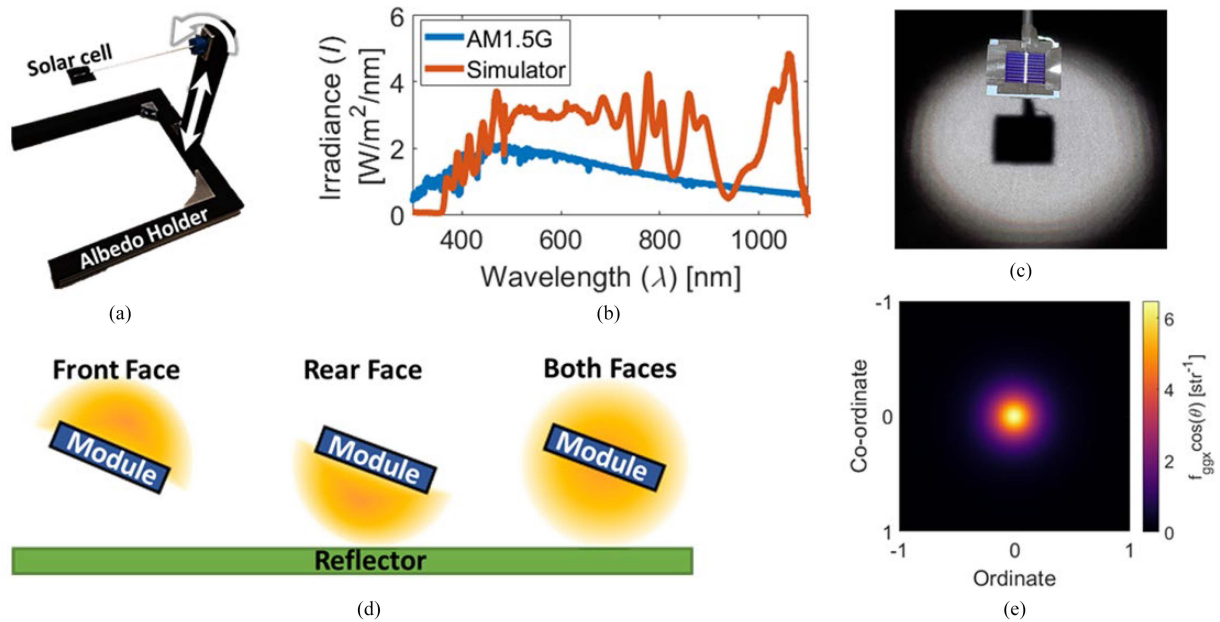 Solar cell
Albedo Holder
(a)
6
4
2
0
Irradiance (I)
[W/m²/nm]
AM1.5G
Simulator
400 600 800 1000
Wavelength (λ) [nm]
(b)
(c)
Front Face
Rear Face
Both Faces
Module
Module
Module
Reflector
(d)
-1
0
1
Co-ordinate
-1 0 1
Ordinate
6
4
2
0
f_ggx cos(θ) [str⁻¹]
(e)